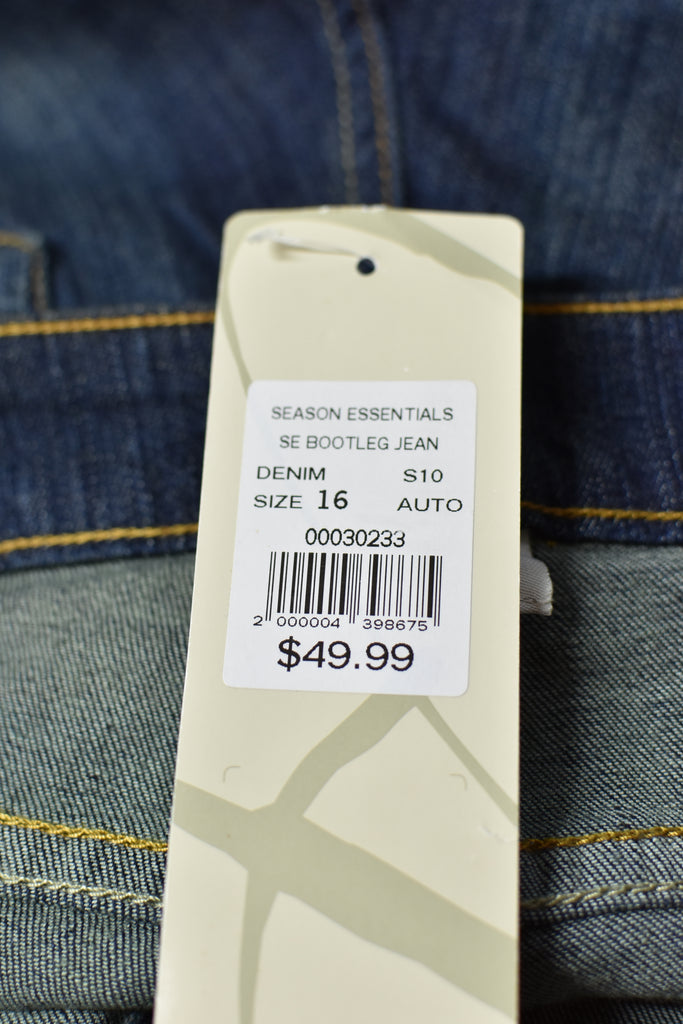 SEASON ESSENTIALS
SE BOOTLEG JEAN
DENIM S10
SIZE 16 AUTO
00030233
2 000004 398675
$49.99